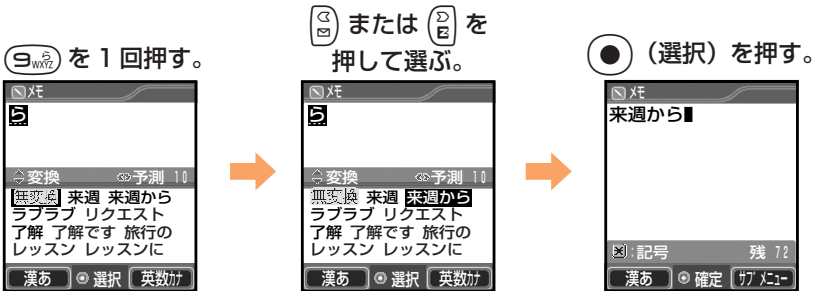 9 WXYZら を 1 回押す。
メモ
ら
変換 予測 10
無変換 来週 来週から
ラブラブ リクエスト
了解 了解です 旅行の
レッスン レッスンに
漢あ 選択 英数カナ
または を
押して選ぶ。
メモ
ら
変換 予測 10
無変換 来週 来週から
ラブラブ リクエスト
了解 了解です 旅行の
レッスン レッスンに
漢あ 選択 英数カナ
(選択)を押す。
メモ
来週から
:記号 残 72
漢あ 確定 サブメニュー